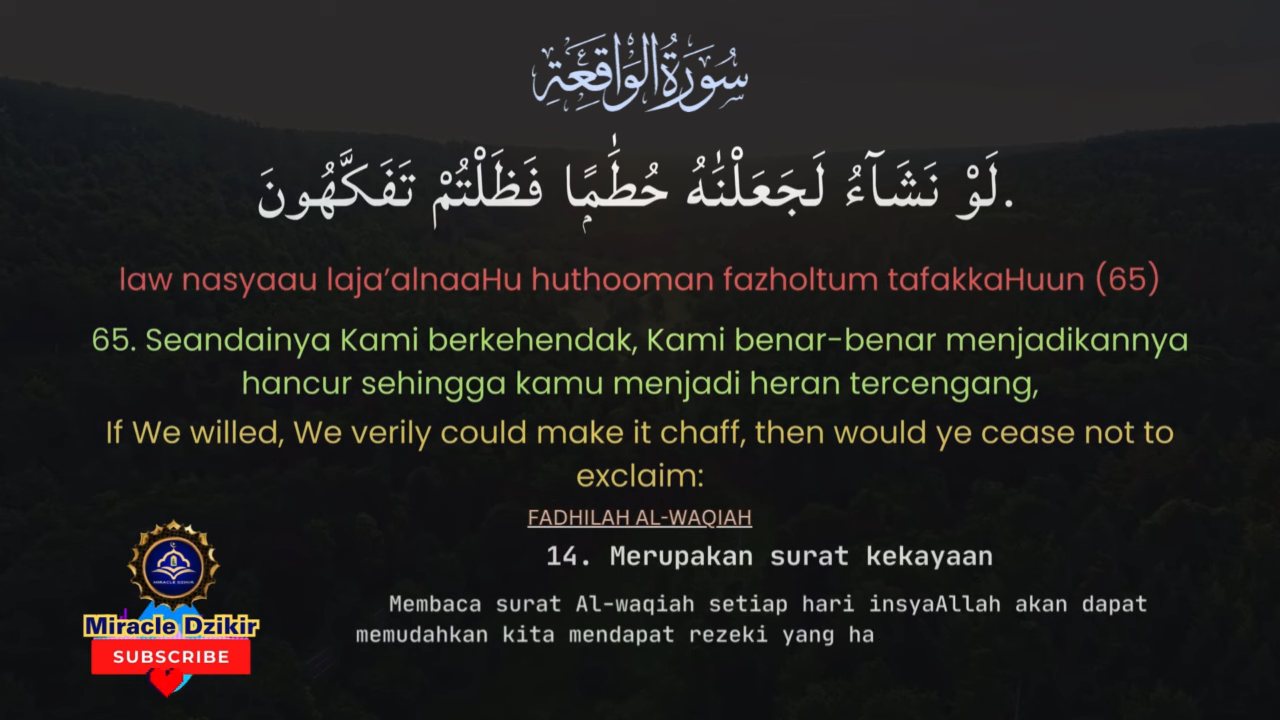 سُورَةُ الْوَاقِعَةِ
لَوْ نَشَآءُ لَجَعَلْنٰهُ حُطَٰمًۭا فَظَلْتُمْ تَفَكَّهُونَ.
law nasyaau laja’alnaaHu huthooman fazholtum tafakkaHuun (65)
65. Seandainya Kami berkehendak, Kami benar-benar menjadikannya
hancur sehingga kamu menjadi heran tercengang,
If We willed, We verily could make it chaff, then would ye cease not to
exclaim:
FADHILAH AL-WAQIAH
14. Merupakan surat kekayaan
Membaca surat Al-waqiah setiap hari insyaAllah akan dapat
memudahkan kita mendapat rezeki yang ha
MIRACLE DZIKIR
Miracle Dzikir
SUBSCRIBE